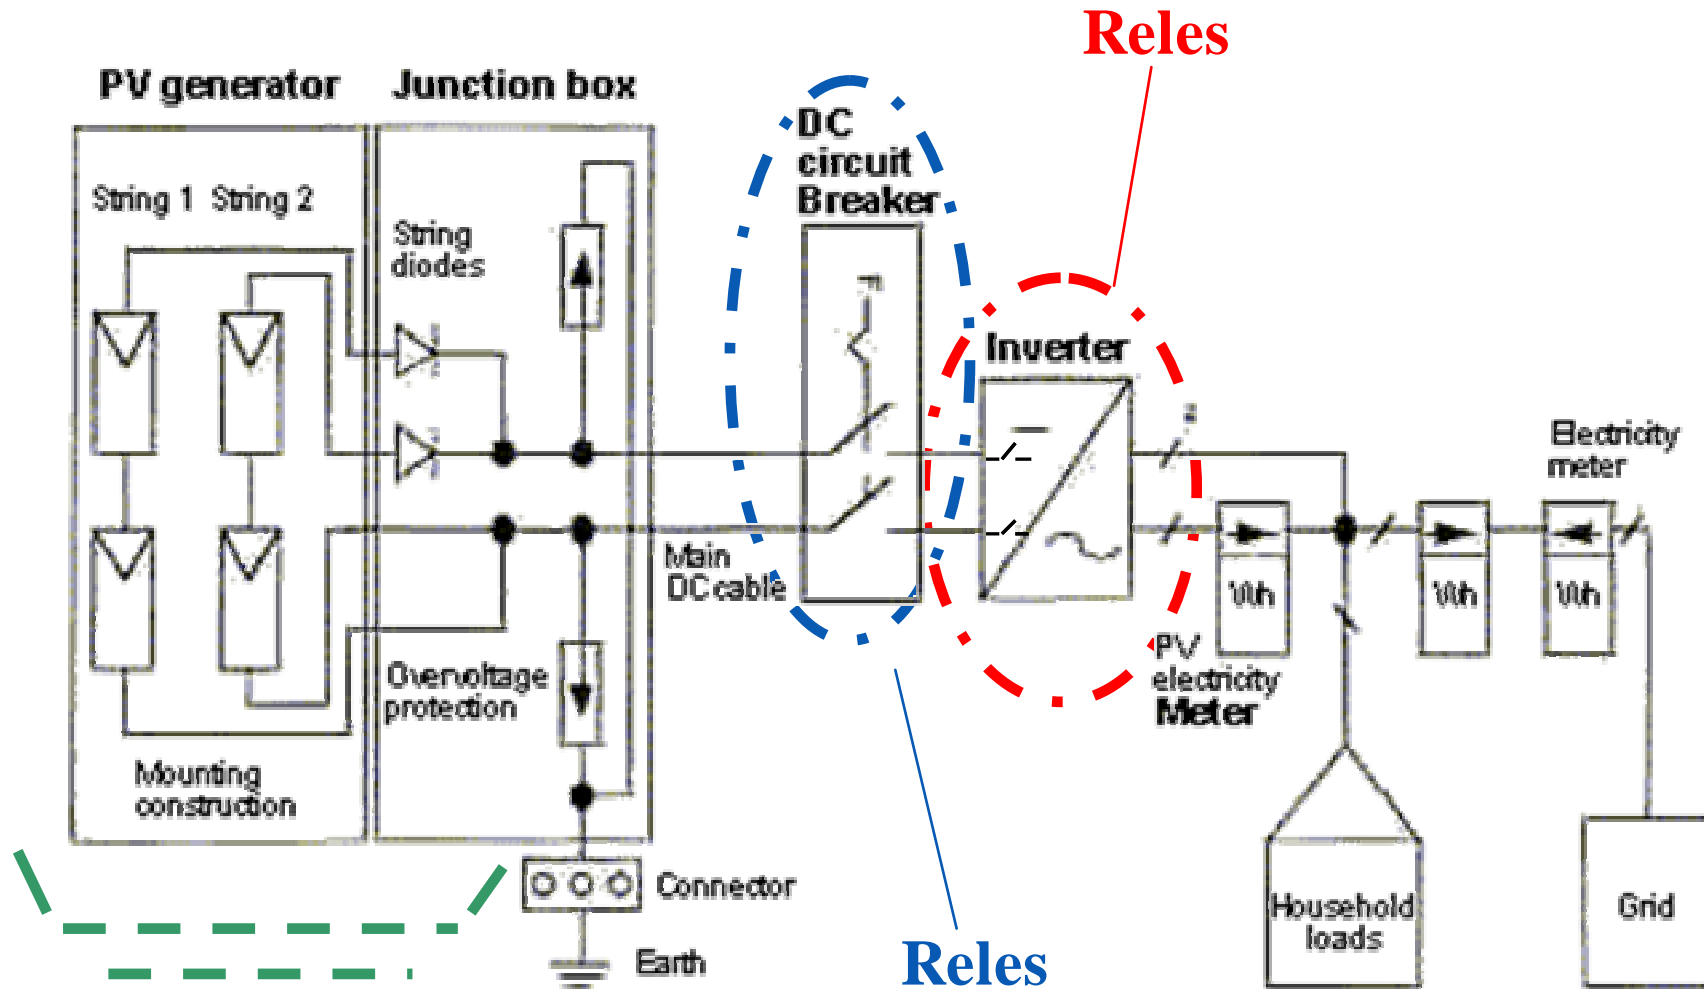 Reles
PV generator
Junction box
DC
circuit
Breaker
String 1 String 2
String
diodes
Inverter
Electricity
meter
Main
DC cable
Wh
Wh
Wh
PV
electricity
Meter
Overvoltage
protection
Mounting
construction
Connector
Household
loads
Grid
Earth
Reles